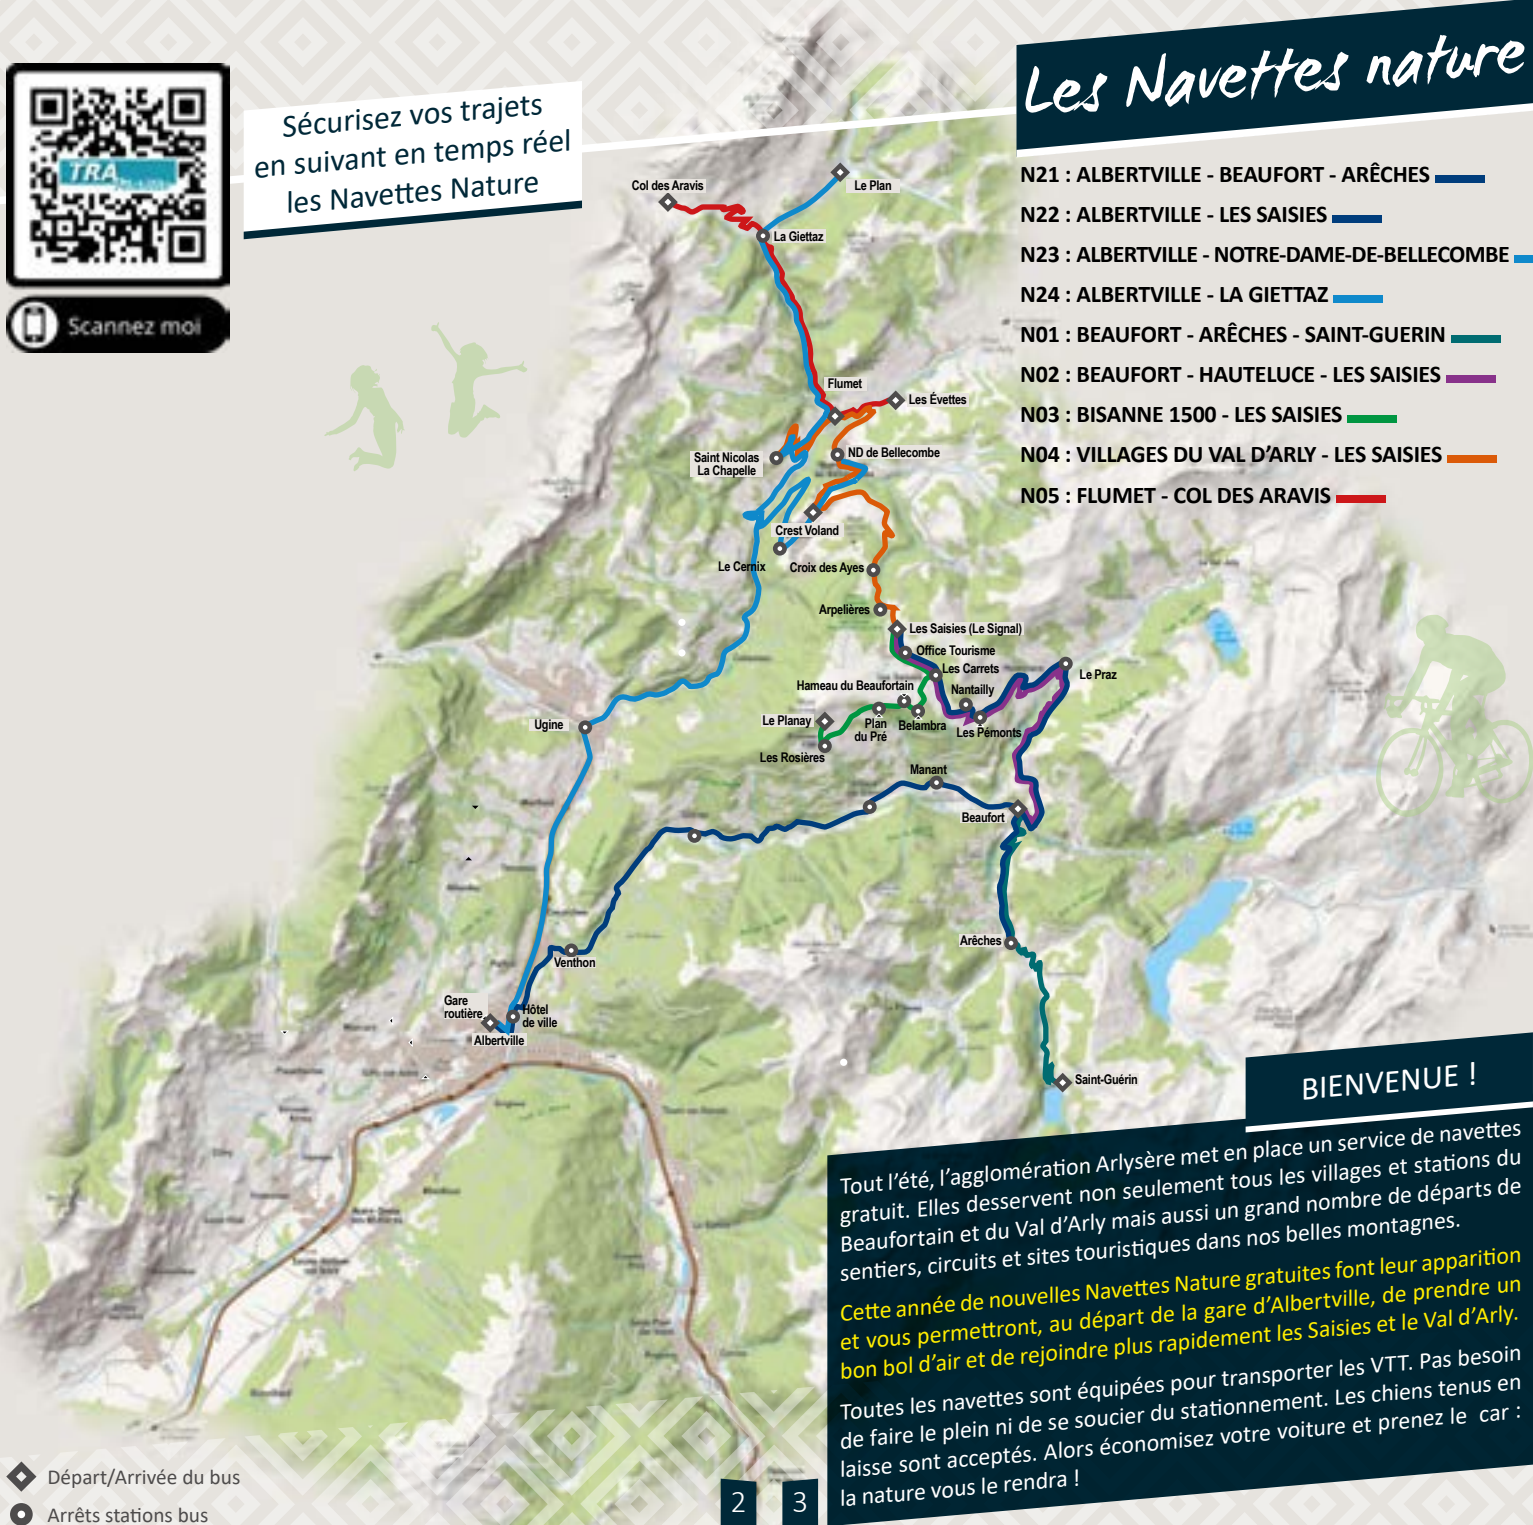 TRA
Scannez moi
Sécurisez vos trajets
en suivant en temps réel
les Navettes Nature
Les Navettes nature
N21 : ALBERTVILLE - BEAUFORT - ARÊCHES
N22 : ALBERTVILLE - LES SAISIES
N23 : ALBERTVILLE - NOTRE-DAME-DE-BELLECOMBE
N24 : ALBERTVILLE - LA GIETTAZ
N01 : BEAUFORT - ARÊCHES - SAINT-GUERIN
N02 : BEAUFORT - HAUTELUCE - LES SAISIES
N03 : BISANNE 1500 - LES SAISIES
N04 : VILLAGES DU VAL D'ARLY - LES SAISIES
N05 : FLUMET - COL DES ARAVIS
Col des Aravis
Le Plan
La Giettaz
Flumet
Les Évettes
Saint Nicolas
La Chapelle
ND de Bellecombe
Crest Voland
Le Cernix
Croix des Ayes
Arpelières
Les Saisies (Le Signal)
Office Tourisme
Les Carrets
Le Praz
Hameau du Beaufortain
Nantailly
Le Planay
Plan
du Pré
Belambra
Les Pémonts
Ugine
Les Rosières
Manant
Beaufort
Arêches
Venthon
Gare
routière
Hôtel
de ville
Albertville
Saint-Guérin
BIENVENUE !
Tout l'été, l'agglomération Arlysère met en place un service de navettes
gratuit. Elles desservent non seulement tous les villages et stations du
Beaufortain et du Val d'Arly mais aussi un grand nombre de départs de
sentiers, circuits et sites touristiques dans nos belles montagnes.
Cette année de nouvelles Navettes Nature gratuites font leur apparition
et vous permettront, au départ de la gare d'Albertville, de prendre un
bon bol d'air et de rejoindre plus rapidement les Saisies et le Val d'Arly.
Toutes les navettes sont équipées pour transporter les VTT. Pas besoin
de faire le plein ni de se soucier du stationnement. Les chiens tenus en
laisse sont acceptés. Alors économisez votre voiture et prenez le car :
la nature vous le rendra !
Départ/Arrivée du bus
Arrêts stations bus
2
3